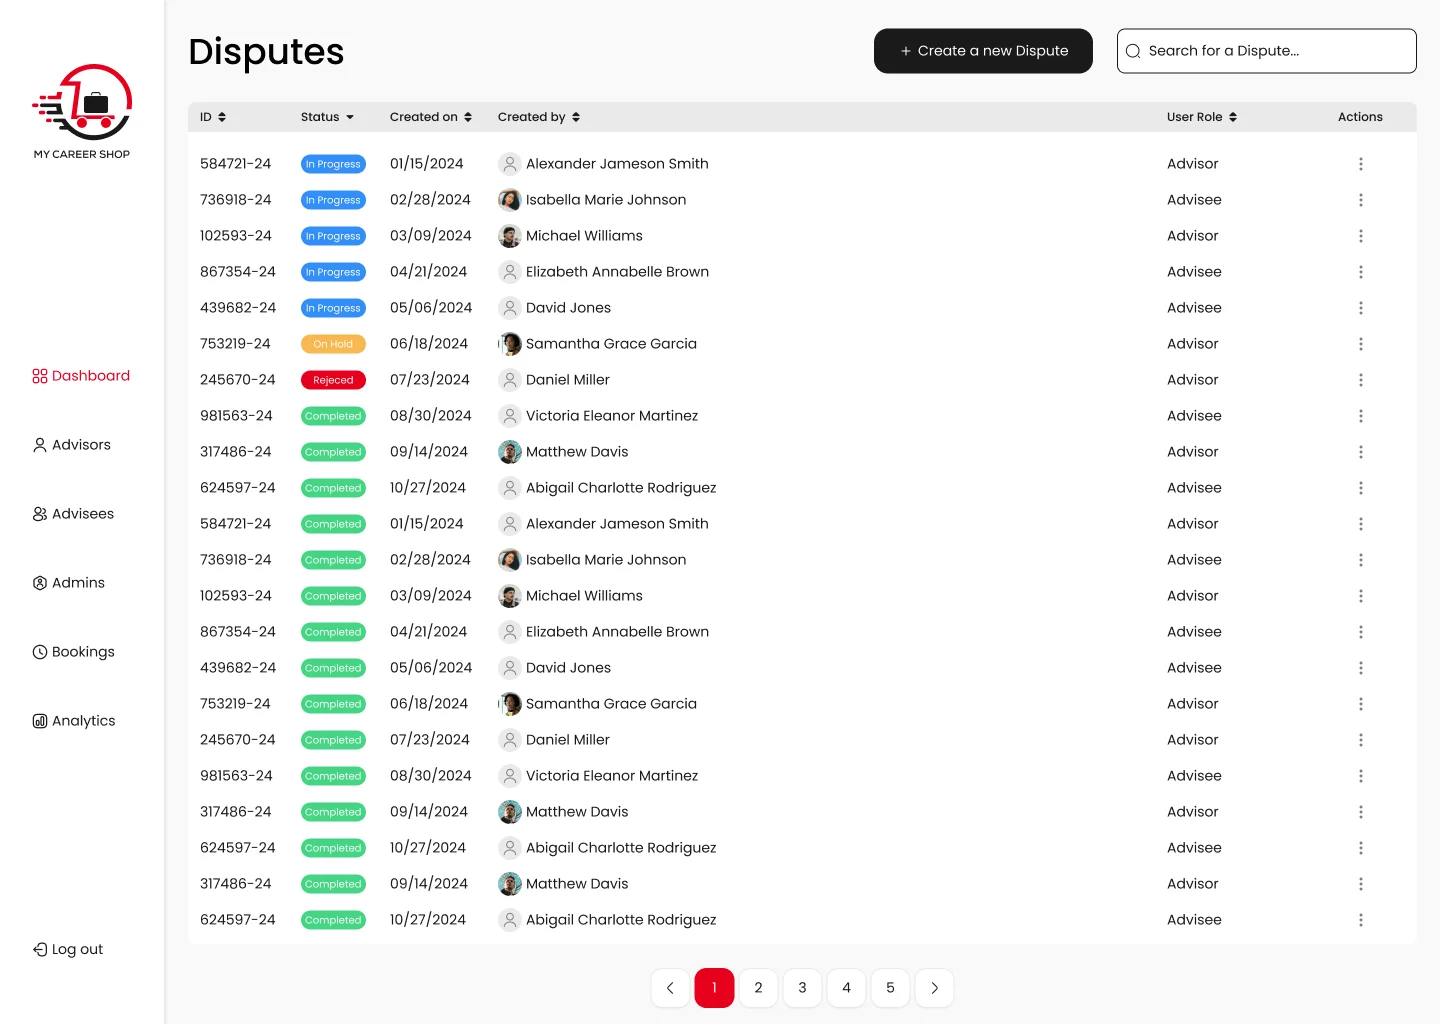 MY CAREER SHOP
Dashboard
Advisors
Advisees
Admins
Bookings
Analytics
Log out
Disputes
+ Create a new Dispute
Search for a Dispute...
ID Status Created on Created by User Role Actions
584721-24 In Progress 01/15/2024 Alexander Jameson Smith Advisor
736918-24 In Progress 02/28/2024 Isabella Marie Johnson Advisee
102593-24 In Progress 03/09/2024 Michael Williams Advisor
867354-24 In Progress 04/21/2024 Elizabeth Annabelle Brown Advisee
439682-24 In Progress 05/06/2024 David Jones Advisee
753219-24 On Hold 06/18/2024 Samantha Grace Garcia Advisor
245670-24 Rejeced 07/23/2024 Daniel Miller Advisor
981563-24 Completed 08/30/2024 Victoria Eleanor Martinez Advisee
317486-24 Completed 09/14/2024 Matthew Davis Advisor
624597-24 Completed 10/27/2024 Abigail Charlotte Rodriguez Advisee
584721-24 Completed 01/15/2024 Alexander Jameson Smith Advisor
736918-24 Completed 02/28/2024 Isabella Marie Johnson Advisee
102593-24 Completed 03/09/2024 Michael Williams Advisor
867354-24 Completed 04/21/2024 Elizabeth Annabelle Brown Advisee
439682-24 Completed 05/06/2024 David Jones Advisee
753219-24 Completed 06/18/2024 Samantha Grace Garcia Advisor
245670-24 Completed 07/23/2024 Daniel Miller Advisor
981563-24 Completed 08/30/2024 Victoria Eleanor Martinez Advisee
317486-24 Completed 09/14/2024 Matthew Davis Advisor
624597-24 Completed 10/27/2024 Abigail Charlotte Rodriguez Advisee
317486-24 Completed 09/14/2024 Matthew Davis Advisor
624597-24 Completed 10/27/2024 Abigail Charlotte Rodriguez Advisee
1 2 3 4 5